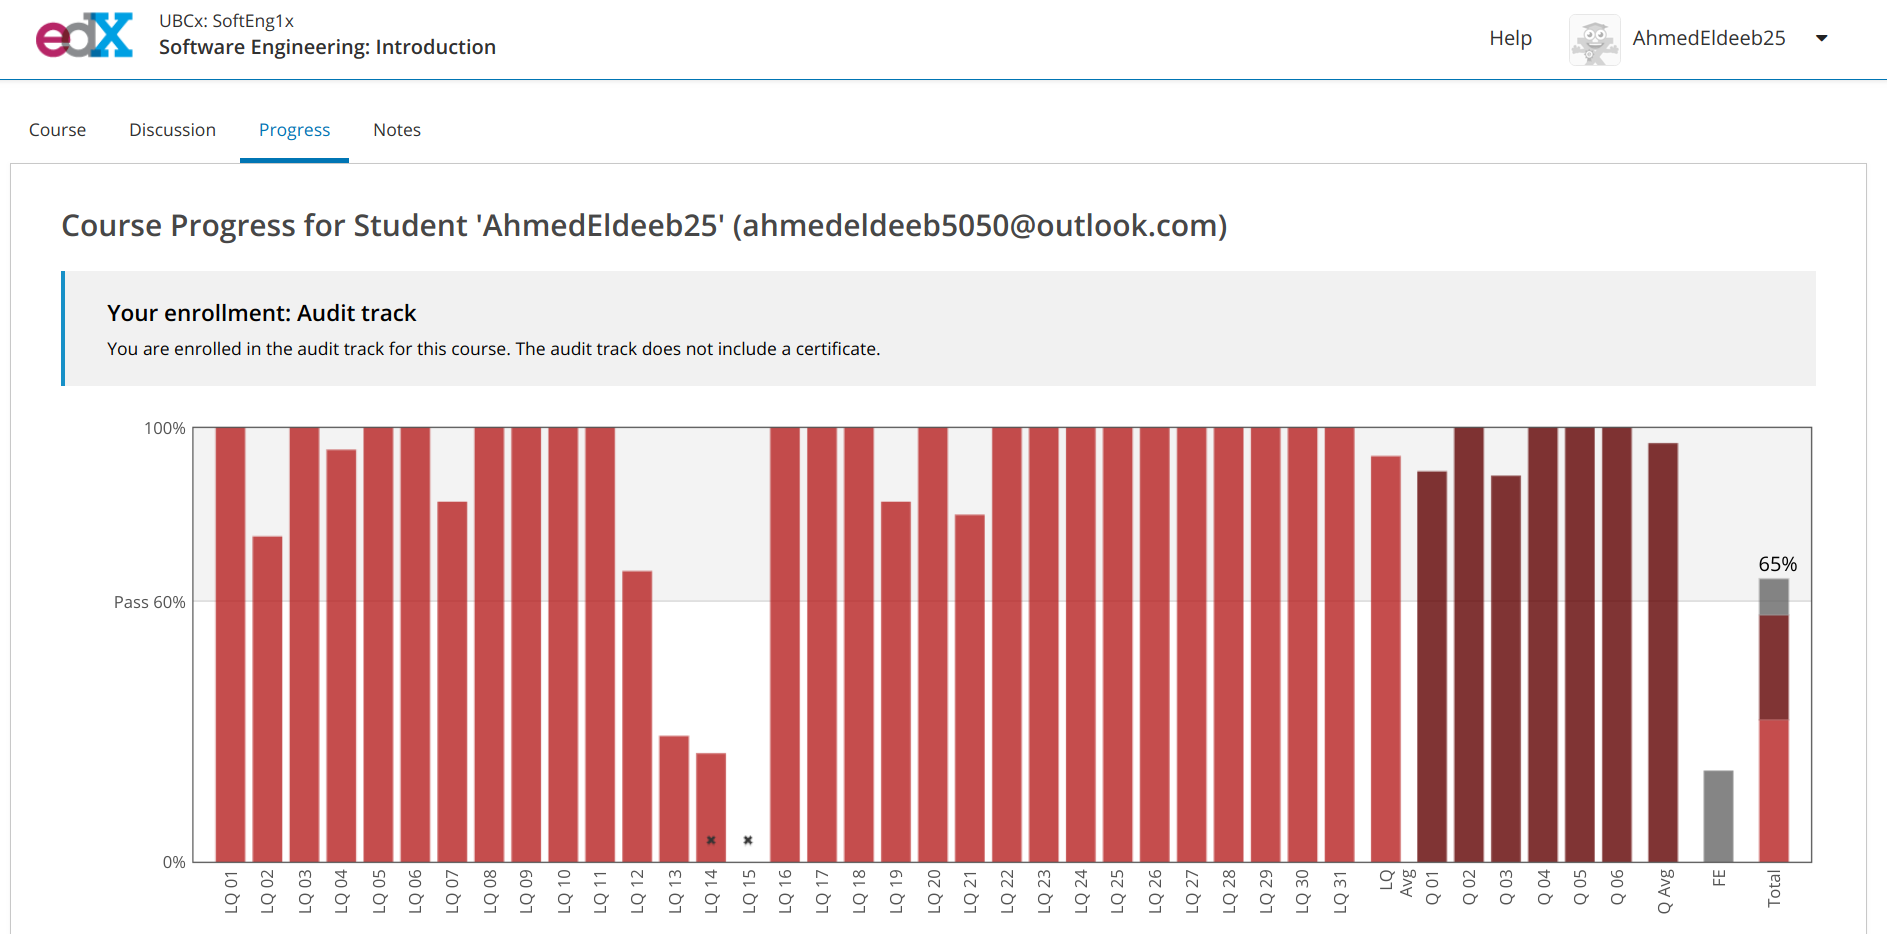 edX
UBCx: SoftEng1x
Software Engineering: Introduction
Help
AhmedEldeeb25
Course
Discussion
Progress
Notes
Course Progress for Student 'AhmedEldeeb25' (ahmedeldeeb5050@outlook.com)
Your enrollment: Audit track
You are enrolled in the audit track for this course. The audit track does not include a certificate.
100%
Pass 60%
0%
65%
LQ 01
LQ 02
LQ 03
LQ 04
LQ 05
LQ 06
LQ 07
LQ 08
LQ 09
LQ 10
LQ 11
LQ 12
LQ 13
LQ 14
LQ 15
LQ 16
LQ 17
LQ 18
LQ 19
LQ 20
LQ 21
LQ 22
LQ 23
LQ 24
LQ 25
LQ 26
LQ 27
LQ 28
LQ 29
LQ 30
LQ 31
LQ
Avg
Q 01
Q 02
Q 03
Q 04
Q 05
Q 06
Q Avg
FE
Total